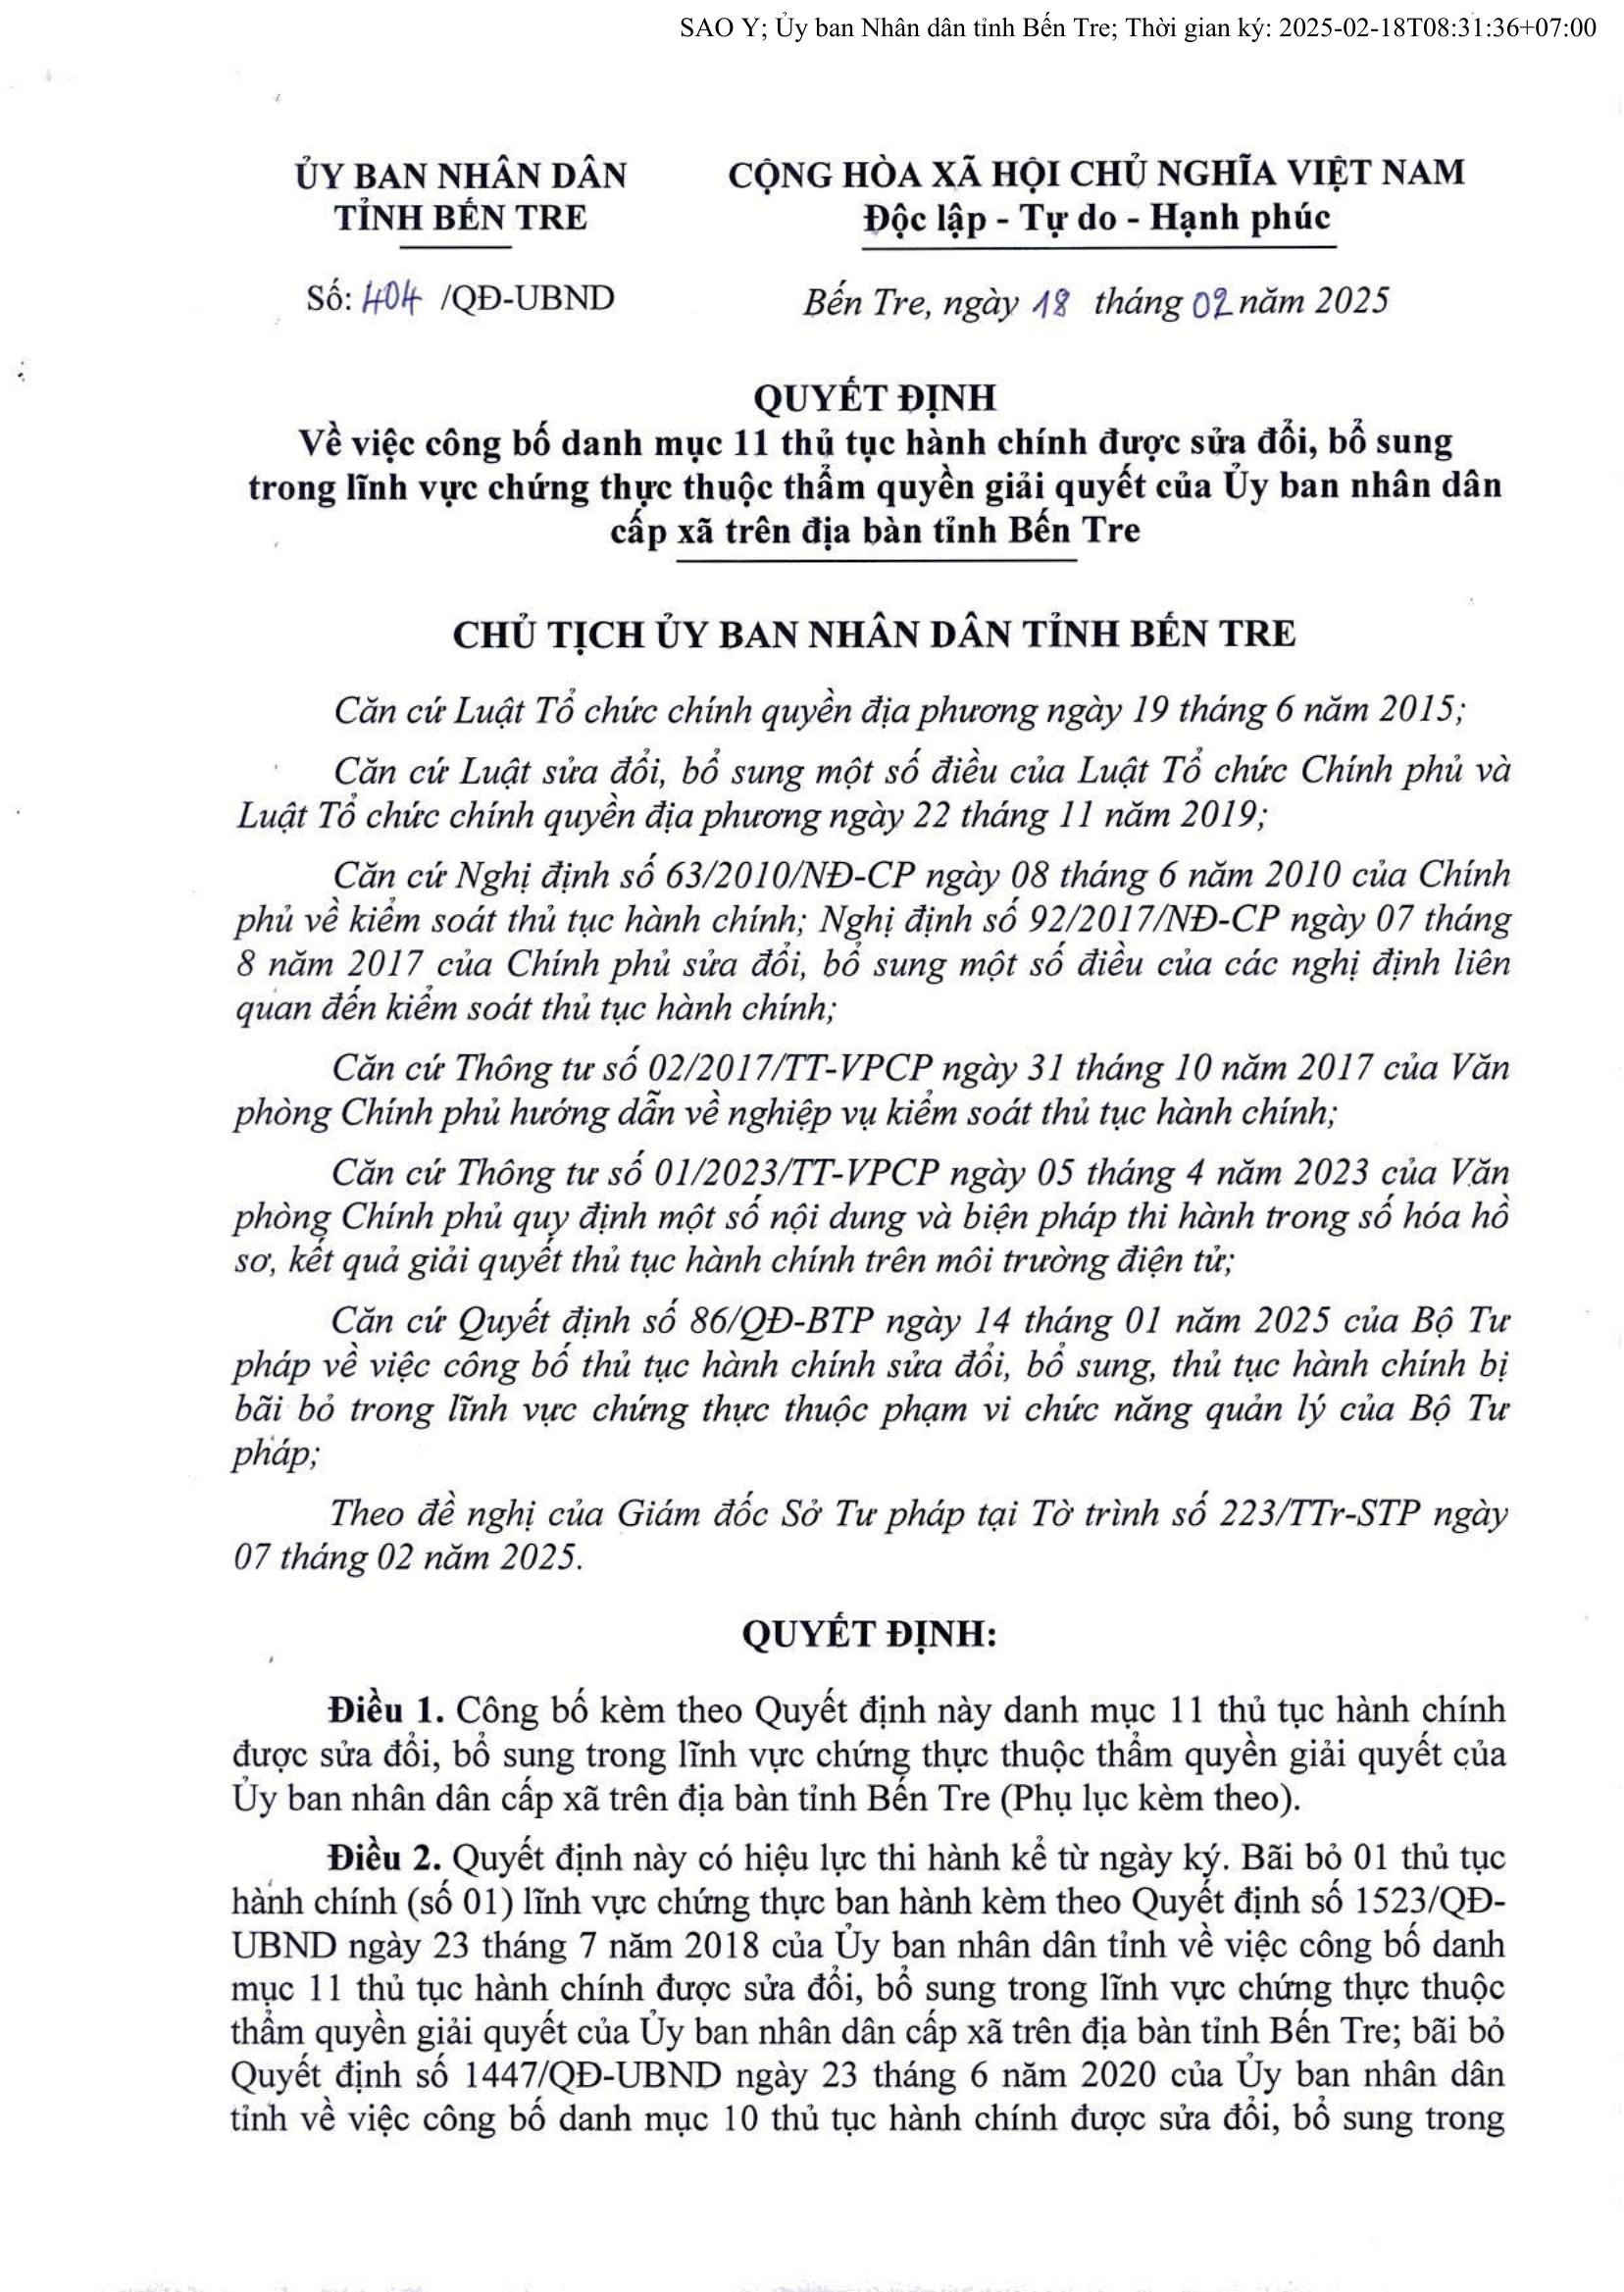 SAO Y; Ủy ban Nhân dân tỉnh Bến Tre; Thời gian ký: 2025-02-18T08:31:36+07:00
ỦY BAN NHÂN DÂN
TỈNH BẾN TRE
CỘNG HÒA XÃ HỘI CHỦ NGHĨA VIỆT NAM
Độc lập - Tự do - Hạnh phúc
Số: 404 /QĐ-UBND
Bến Tre, ngày 18 tháng 02 năm 2025
QUYẾT ĐỊNH
Về việc công bố danh mục 11 thủ tục hành chính được sửa đổi, bổ sung
trong lĩnh vực chứng thực thuộc thẩm quyền giải quyết của Ủy ban nhân dân
cấp xã trên địa bàn tỉnh Bến Tre
CHỦ TỊCH ỦY BAN NHÂN DÂN TỈNH BẾN TRE
Căn cứ Luật Tổ chức chính quyền địa phương ngày 19 tháng 6 năm 2015;
Căn cứ Luật sửa đổi, bổ sung một số điều của Luật Tổ chức Chính phủ và
Luật Tổ chức chính quyền địa phương ngày 22 tháng 11 năm 2019;
Căn cứ Nghị định số 63/2010/NĐ-CP ngày 08 tháng 6 năm 2010 của Chính
phủ về kiểm soát thủ tục hành chính; Nghị định số 92/2017/NĐ-CP ngày 07 tháng
8 năm 2017 của Chính phủ sửa đổi, bổ sung một số điều của các nghị định liên
quan đến kiểm soát thủ tục hành chính;
Căn cứ Thông tư số 02/2017/TT-VPCP ngày 31 tháng 10 năm 2017 của Văn
phòng Chính phủ hướng dẫn về nghiệp vụ kiểm soát thủ tục hành chính;
Căn cứ Thông tư số 01/2023/TT-VPCP ngày 05 tháng 4 năm 2023 của Văn
phòng Chính phủ quy định một số nội dung và biện pháp thi hành trong số hóa hồ
sơ, kết quả giải quyết thủ tục hành chính trên môi trường điện tử;
Căn cứ Quyết định số 86/QĐ-BTP ngày 14 tháng 01 năm 2025 của Bộ Tư
pháp về việc công bố thủ tục hành chính sửa đổi, bổ sung, thủ tục hành chính bị
bãi bỏ trong lĩnh vực chứng thực thuộc phạm vi chức năng quản lý của Bộ Tư
pháp;
Theo đề nghị của Giám đốc Sở Tư pháp tại Tờ trình số 223/TTr-STP ngày
07 tháng 02 năm 2025.
QUYẾT ĐỊNH:
Điều 1. Công bố kèm theo Quyết định này danh mục 11 thủ tục hành chính
được sửa đổi, bổ sung trong lĩnh vực chứng thực thuộc thẩm quyền giải quyết của
Ủy ban nhân dân cấp xã trên địa bàn tỉnh Bến Tre (Phụ lục kèm theo).
Điều 2. Quyết định này có hiệu lực thi hành kể từ ngày ký. Bãi bỏ 01 thủ tục
hành chính (số 01) lĩnh vực chứng thực ban hành kèm theo Quyết định số 1523/QĐ-
UBND ngày 23 tháng 7 năm 2018 của Ủy ban nhân dân tỉnh về việc công bố danh
mục 11 thủ tục hành chính được sửa đổi, bổ sung trong lĩnh vực chứng thực thuộc
thẩm quyền giải quyết của Ủy ban nhân dân cấp xã trên địa bàn tỉnh Bến Tre; bãi bỏ
Quyết định số 1447/QĐ-UBND ngày 23 tháng 6 năm 2020 của Ủy ban nhân dân
tỉnh về việc công bố danh mục 10 thủ tục hành chính được sửa đổi, bổ sung trong